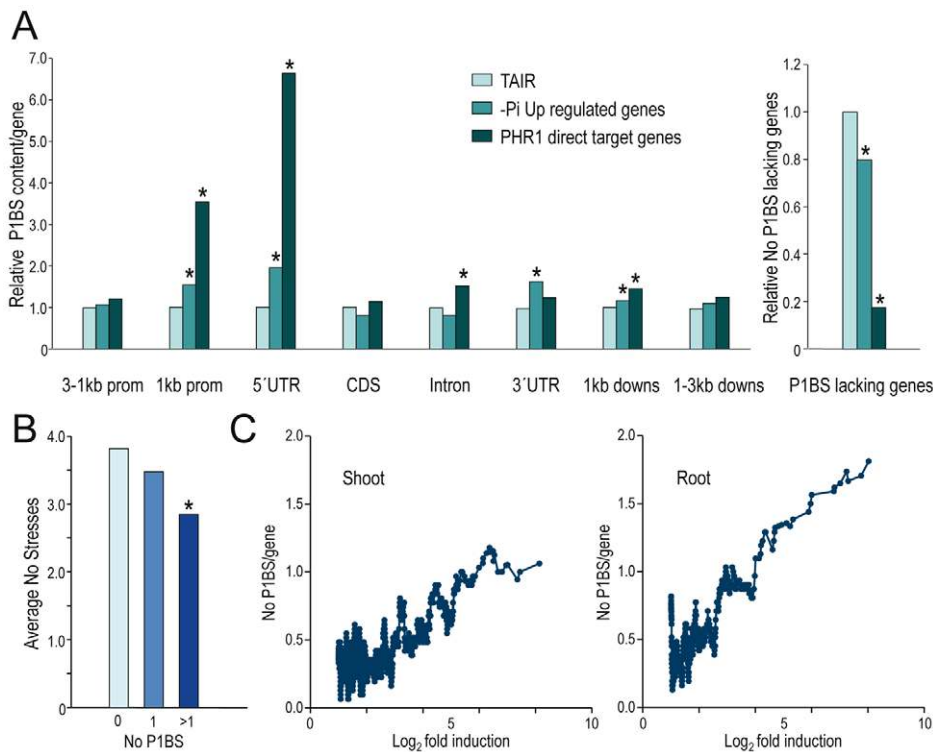 A
Relative P1BS content/gene
7.0
6.0
5.0
4.0
3.0
2.0
1.0
0
TAIR
-Pi Up regulated genes
PHR1 direct target genes
* * * * * * * *
3-1kb prom 1kb prom 5´UTR CDS Intron 3´UTR 1kb downs 1-3kb downs
Relative No P1BS lacking genes
1.2
1.0
0.8
0.6
0.4
0.2
0
* *
P1BS lacking genes
B
Average No Stresses
4.0
3.0
2.0
1.0
0
*
0 1 >1
No P1BS
C
Shoot
No P1BS/gene
2.0
1.5
1.0
0.5
0.0
0 5 10
Log2 fold induction
Root
No P1BS/gene
2.0
1.5
1.0
0.5
0.0
0 5 10
Log2 fold induction